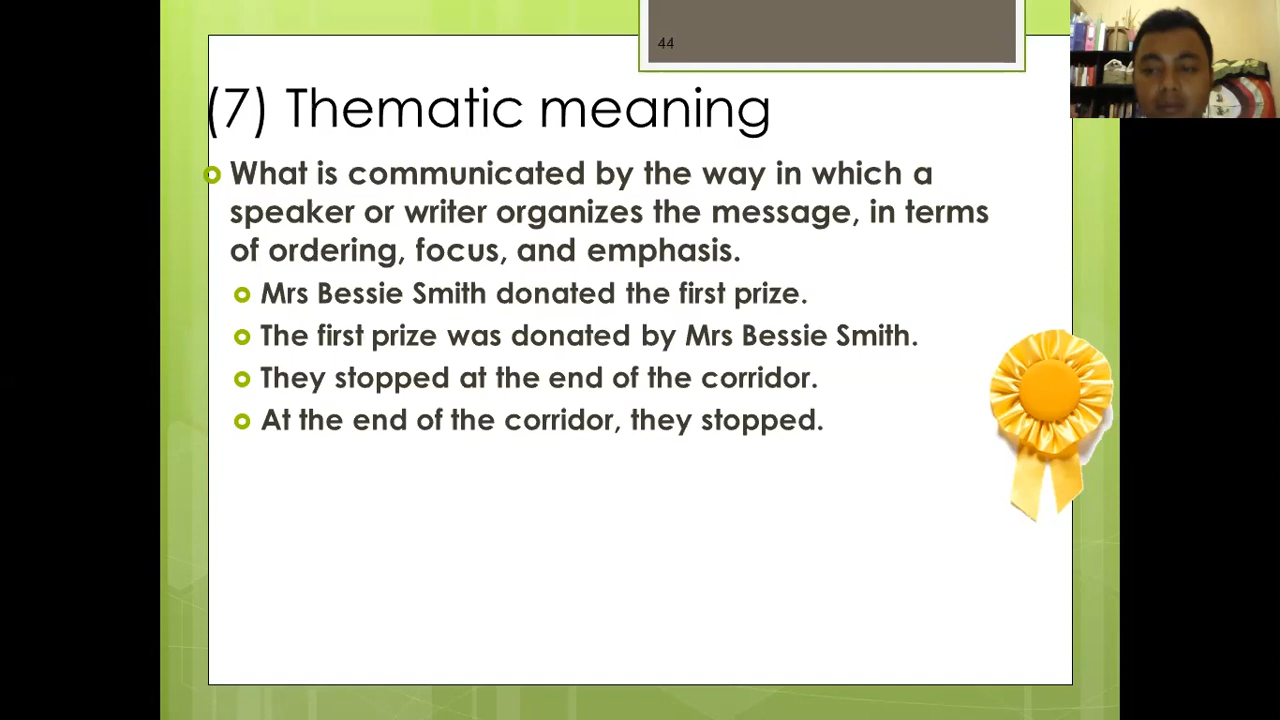 44
(7) Thematic meaning
What is communicated by the way in which a
speaker or writer organizes the message, in terms
of ordering, focus, and emphasis.
Mrs Bessie Smith donated the first prize.
The first prize was donated by Mrs Bessie Smith.
They stopped at the end of the corridor.
At the end of the corridor, they stopped.